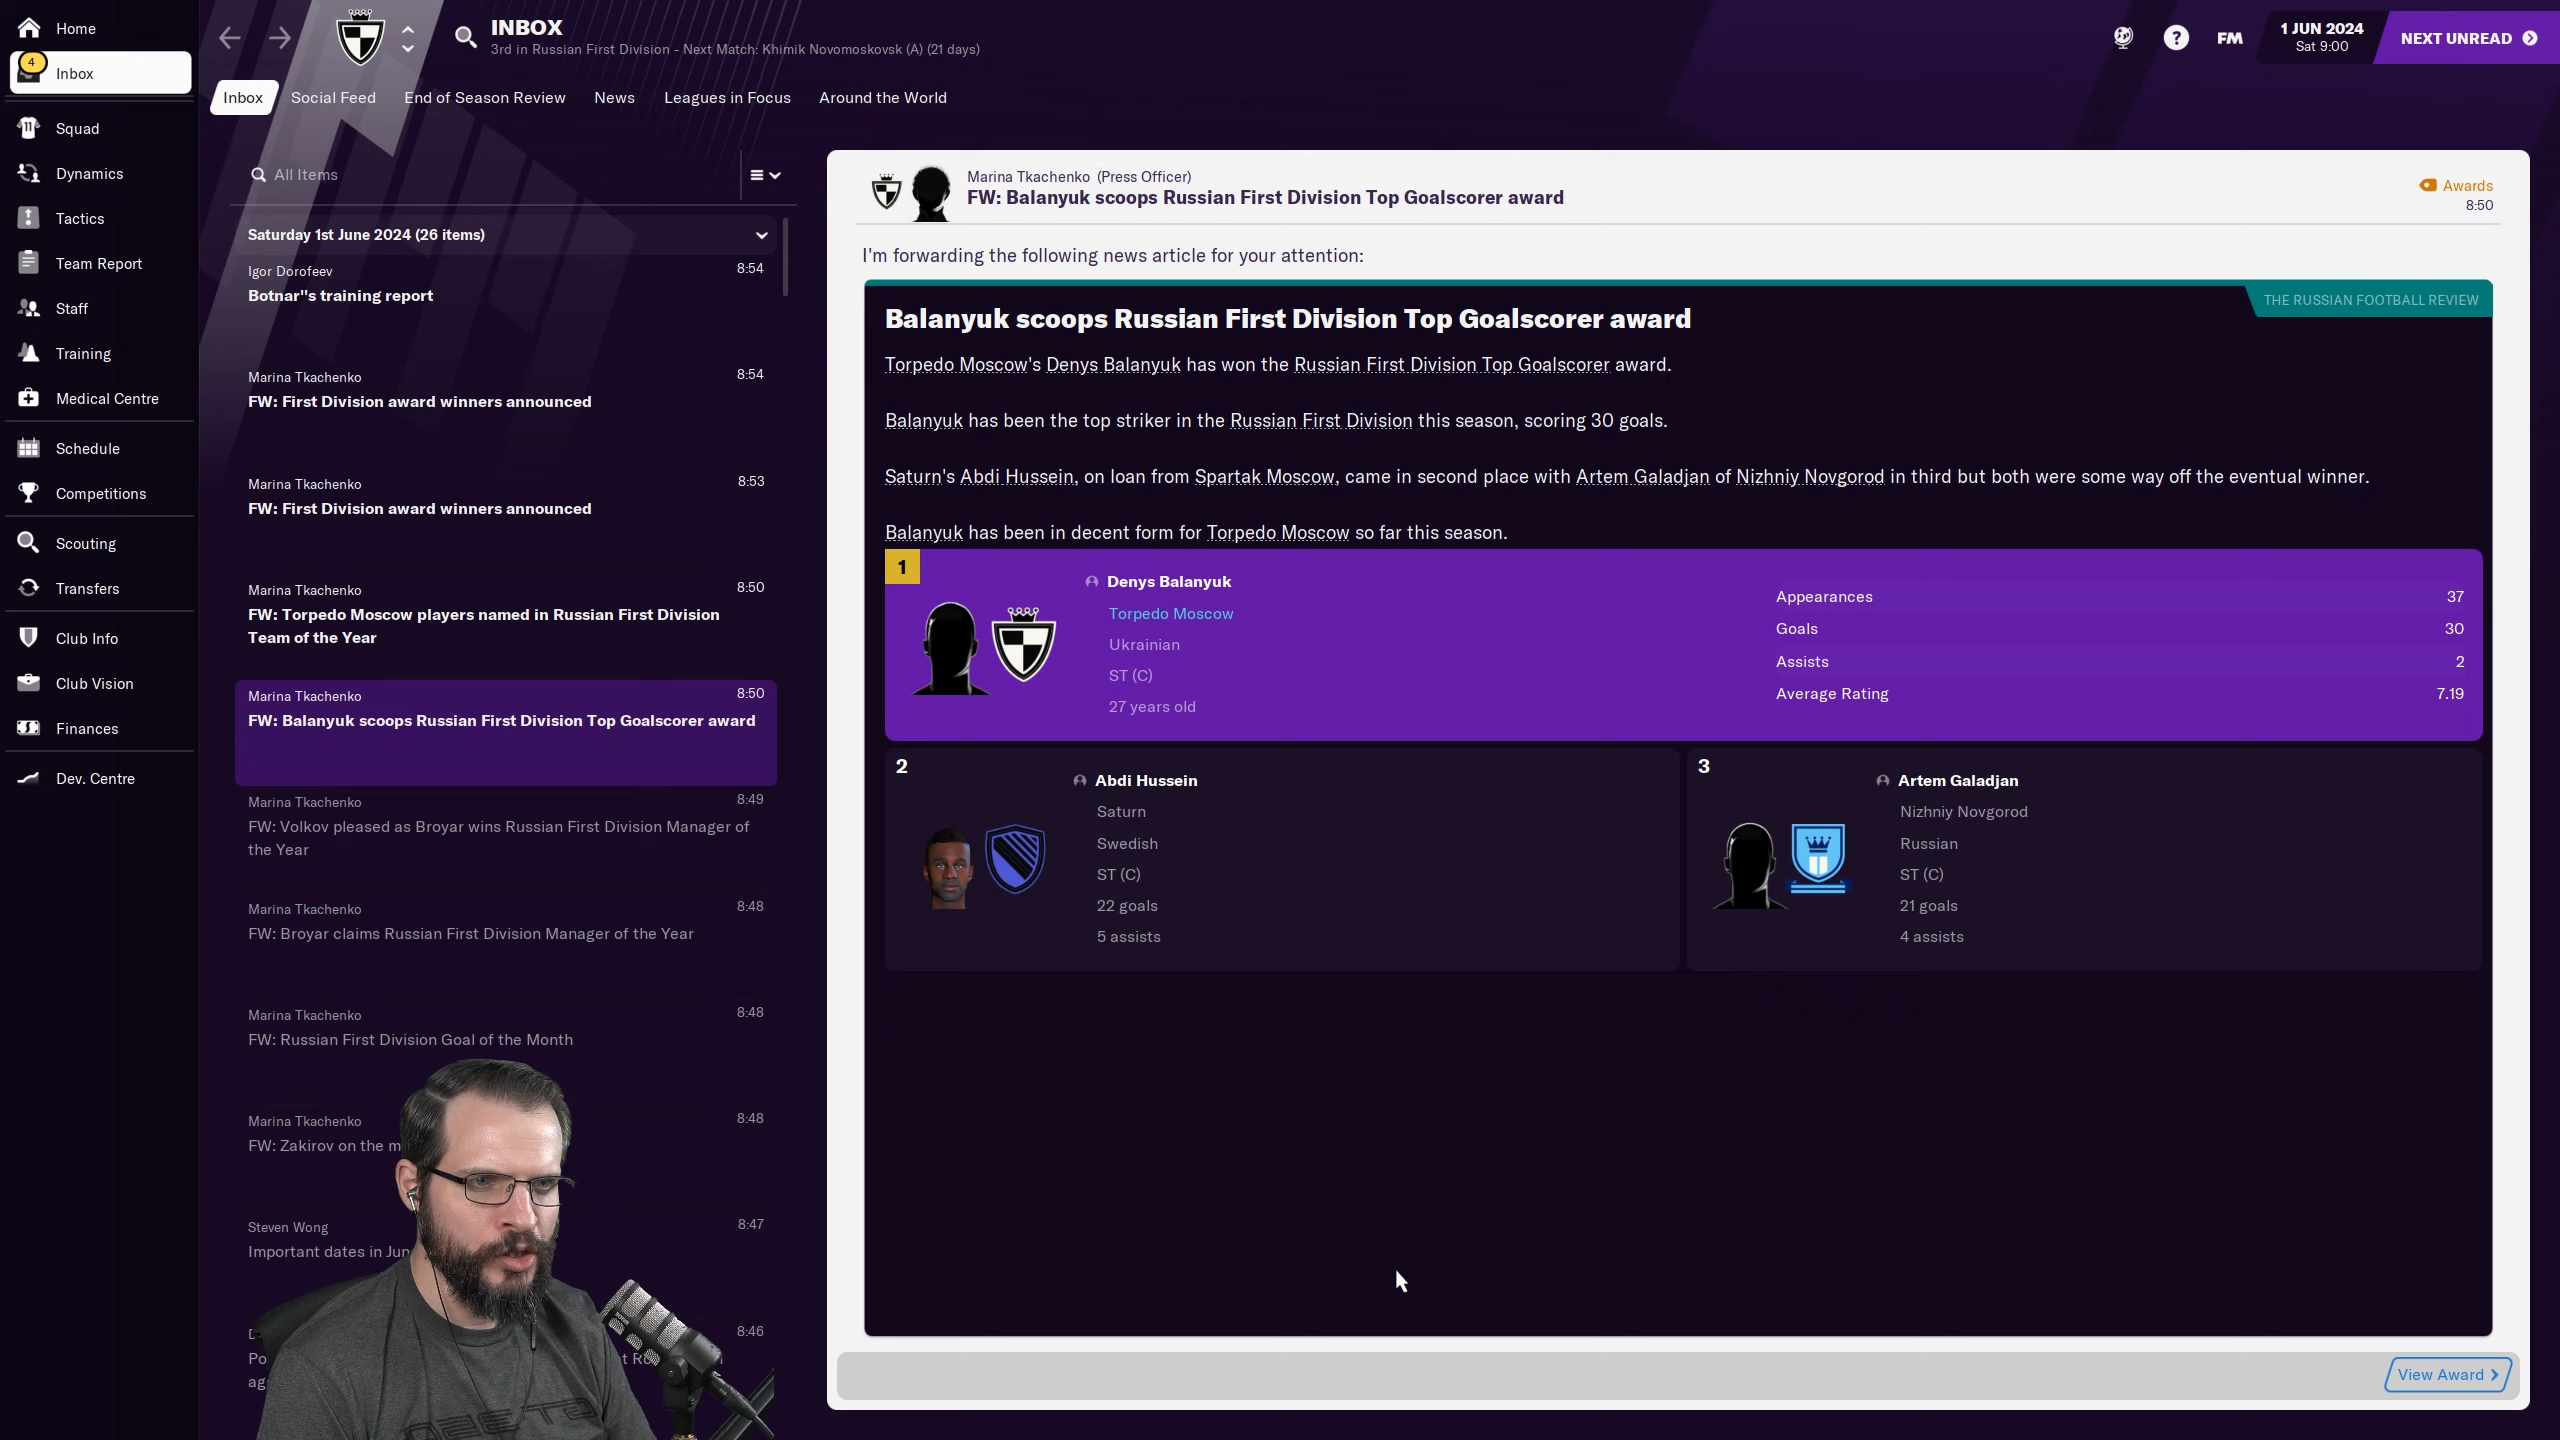 Home
4
Inbox
Squad
Dynamics
Tactics
Team Report
Staff
Training
Medical Centre
Schedule
Competitions
Scouting
Transfers
Club Info
Club Vision
Finances
Dev. Centre
INBOX
3rd in Russian First Division - Next Match: Khimik Novomoskovsk (A) (21 days)
FM
1 JUN 2024
Sat 9:00
NEXT UNREAD
Inbox Social Feed End of Season Review News Leagues in Focus Around the World
All Items
Saturday 1st June 2024 (26 items)
Igor Dorofeev 8:54
Botnar"s training report
Marina Tkachenko 8:54
FW: First Division award winners announced
Marina Tkachenko 8:53
FW: First Division award winners announced
Marina Tkachenko 8:50
FW: Torpedo Moscow players named in Russian First Division
Team of the Year
Marina Tkachenko 8:50
FW: Balanyuk scoops Russian First Division Top Goalscorer award
Marina Tkachenko 8:49
FW: Volkov pleased as Broyar wins Russian First Division Manager of
the Year
Marina Tkachenko 8:48
FW: Broyar claims Russian First Division Manager of the Year
Marina Tkachenko 8:48
FW: Russian First Division Goal of the Month
Marina Tkachenko 8:48
FW: Zakirov on the
Steven Wong 8:47
Important dates in
8:46
Marina Tkachenko (Press Officer)
FW: Balanyuk scoops Russian First Division Top Goalscorer award
Awards
8:50
I'm forwarding the following news article for your attention:
THE RUSSIAN FOOTBALL REVIEW
Balanyuk scoops Russian First Division Top Goalscorer award
Torpedo Moscow's Denys Balanyuk has won the Russian First Division Top Goalscorer award.
Balanyuk has been the top striker in the Russian First Division this season, scoring 30 goals.
Saturn's Abdi Hussein, on loan from Spartak Moscow, came in second place with Artem Galadjan of Nizhniy Novgorod in third but both were some way off the eventual winner.
Balanyuk has been in decent form for Torpedo Moscow so far this season.
1
Denys Balanyuk
Torpedo Moscow
Ukrainian
ST (C)
27 years old
Appearances 37
Goals 30
Assists 2
Average Rating 7.19
2
Abdi Hussein
Saturn
Swedish
ST (C)
22 goals
5 assists
3
Artem Galadjan
Nizhniy Novgorod
Russian
ST (C)
21 goals
4 assists
View Award